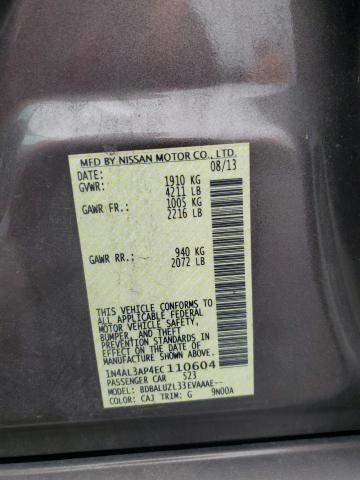 MFD BY NISSAN MOTOR CO., LTD.
DATE: 08/13
GVWR: 1910 KG
4211 LB
GAWR FR.: 1005 KG
2216 LB
GAWR RR.: 940 KG
2072 LB
THIS VEHICLE CONFORMS TO
ALL APPLICABLE FEDERAL
MOTOR VEHICLE SAFETY,
BUMPER, AND THEFT
PREVENTION STANDARDS IN
EFFECT ON THE DATE OF
MANUFACTURE SHOWN ABOVE.
1N4AL3AP4EC110604
PASSENGER CAR 523
MODEL: BDBALUZL33EVAAAE--
COLOR: CAJ TRIM: G 9N00A